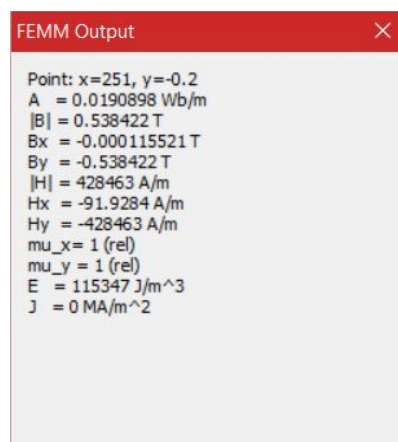 FEMM Output
Point: x=251, y=-0.2
A = 0.0190898 Wb/m
|B| = 0.538422 T
Bx = -0.000115521 T
By = -0.538422 T
|H| = 428463 A/m
Hx = -91.9284 A/m
Hy = -428463 A/m
mu_x= 1 (rel)
mu_y = 1 (rel)
E = 115347 J/m^3
J = 0 MA/m^2